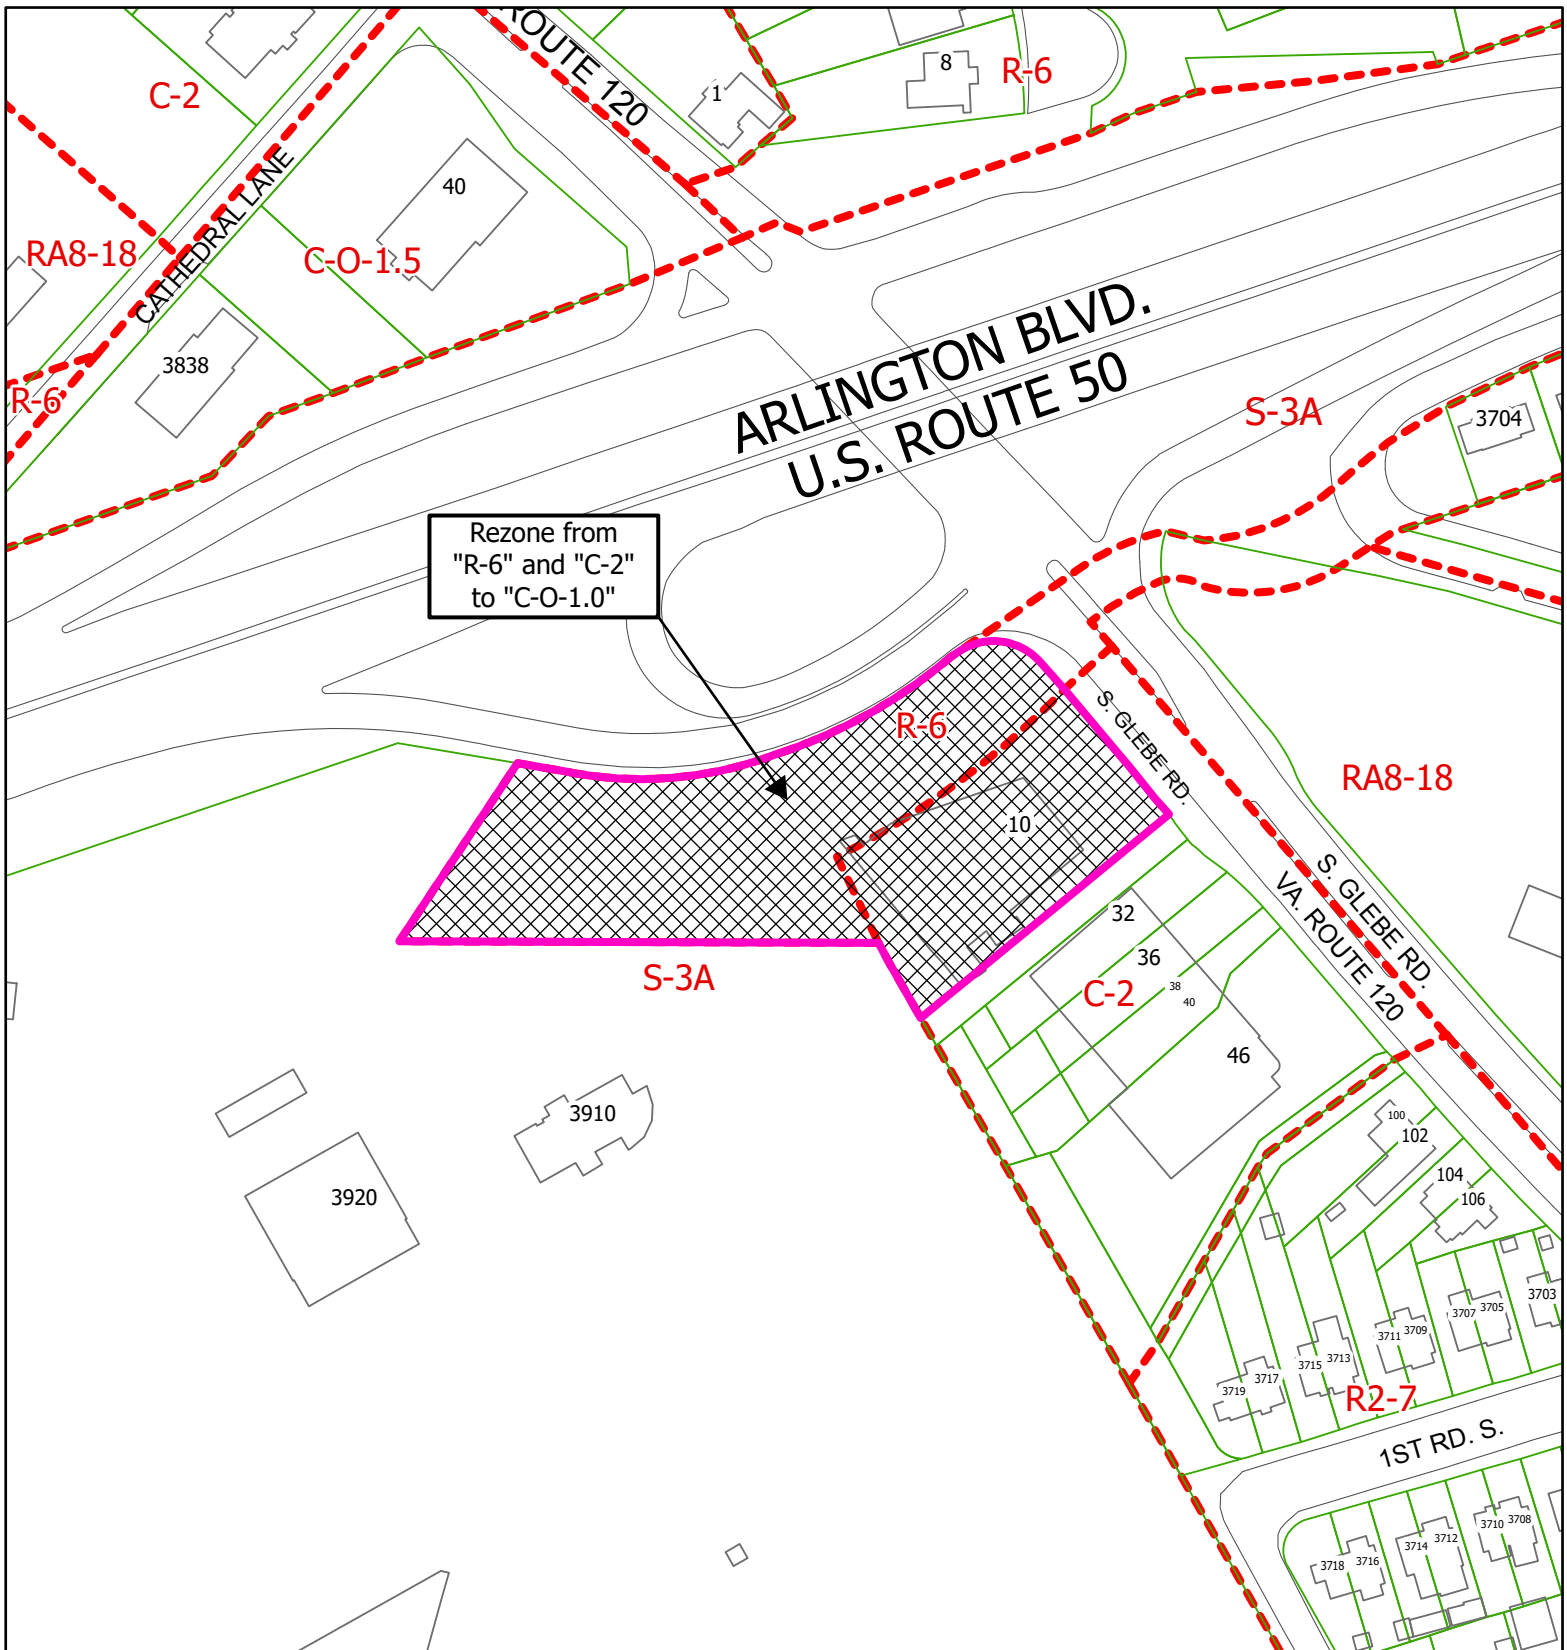 ROUTE 120
8
R-6
1
C-2
40
CATHEDRAL LANE
RA8-18
C-O-1.5
3838
R-6
ARLINGTON BLVD.
U.S. ROUTE 50
S-3A
3704
Rezone from
"R-6" and "C-2"
to "C-O-1.0"
R-6
S. GLEBE RD.
RA8-18
10
S. GLEBE RD.
VA. ROUTE 120
32
36
38
40
C-2
46
S-3A
3910
3920
100
102
104
106
3703
3705
3707
3709
3711
3713
3715
3717
3719
R2-7
1ST RD. S.
3708
3710
3712
3714
3716
3718